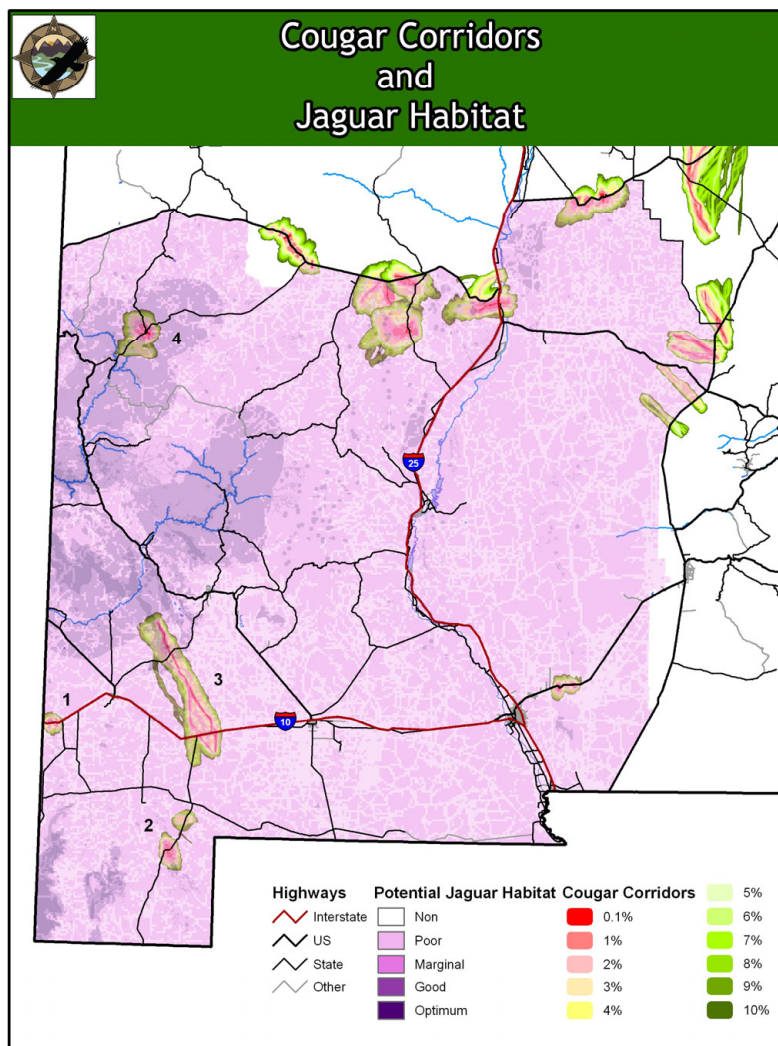 Cougar Corridors
and
Jaguar Habitat
N
4
25
3
1
10
2
Highways
Interstate
US
State
Other
Potential Jaguar Habitat
Non
Poor
Marginal
Good
Optimum
Cougar Corridors
0.1%
1%
2%
3%
4%
5%
6%
7%
8%
9%
10%